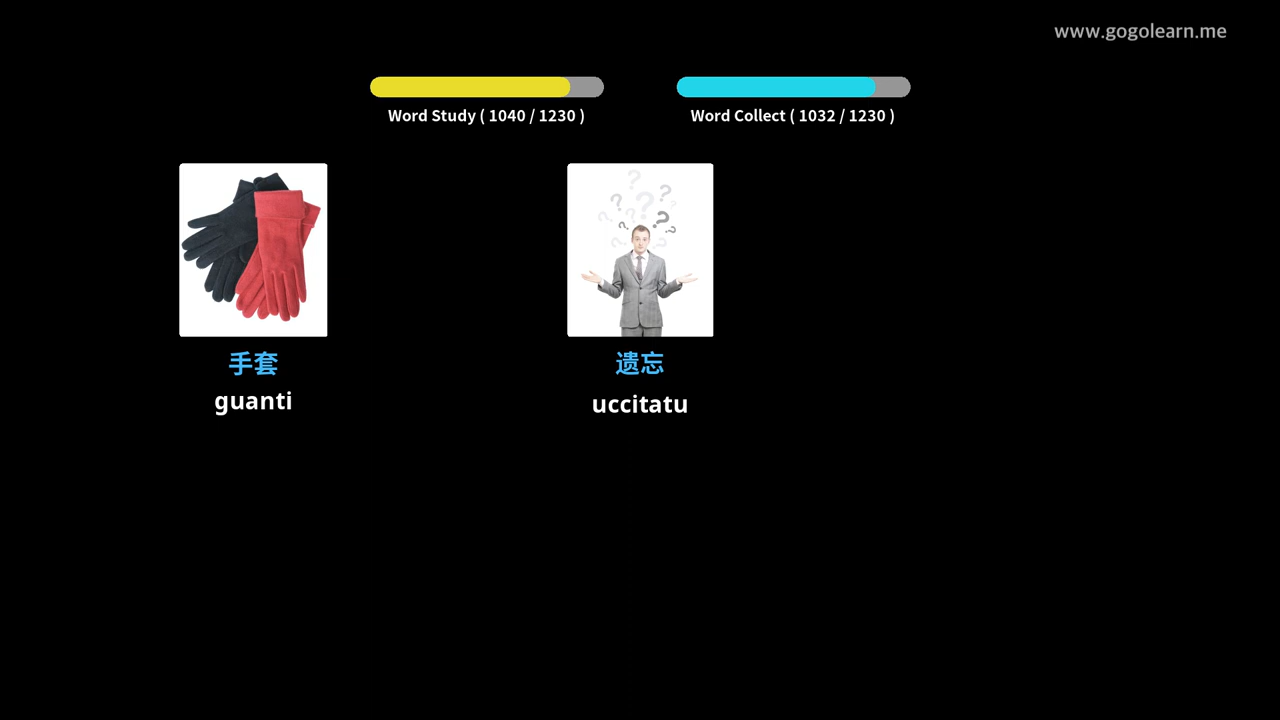 www.gogolearn.me
Word Study ( 1040 / 1230 )
Word Collect ( 1032 / 1230 )
手套
guanti
遗忘
uccitatu